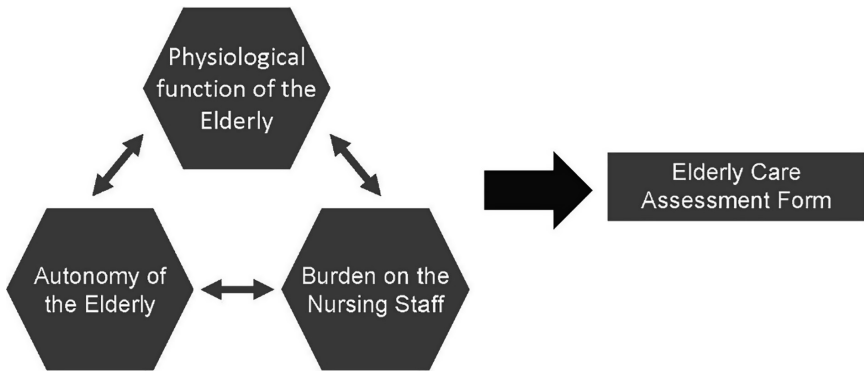 Physiological
function of the
Elderly
Autonomy of
the Elderly
Burden on the
Nursing Staff
Elderly Care
Assessment Form